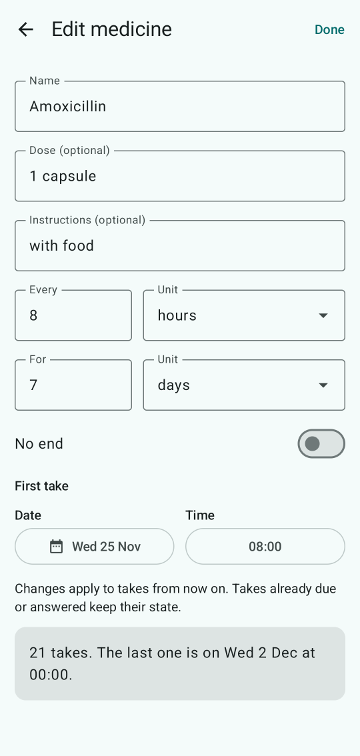 Edit medicine
Done
Name
Amoxicillin
Dose (optional)
1 capsule
Instructions (optional)
with food
Every
8
Unit
hours
For
7
Unit
days
No end
First take
Date
Time
Wed 25 Nov
08:00
Changes apply to takes from now on. Takes already due
or answered keep their state.
21 takes. The last one is on Wed 2 Dec at
00:00.